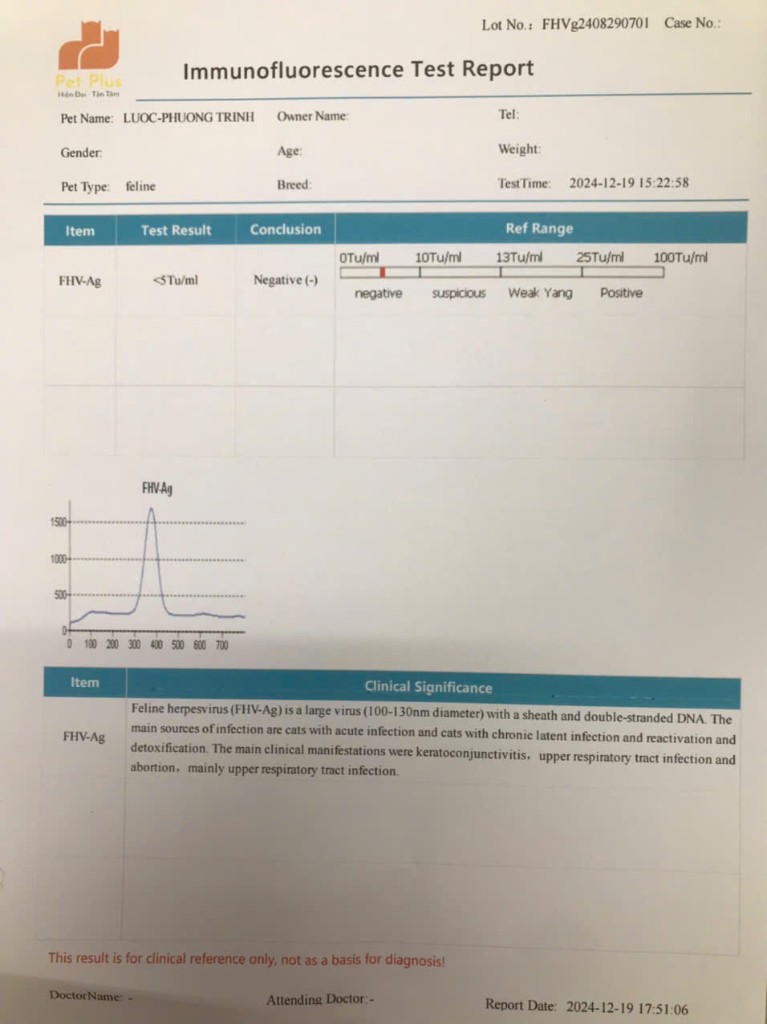 Lot No.: FHVg2408290701 Case No.:
Pet Plus
Hiện Đại - Tân Tâm
Immunofluorescence Test Report
Pet Name: LUOC-PHUONG TRINH Owner Name: Tel:
Gender: Age: Weight:
Pet Type: feline Breed: TestTime: 2024-12-19 15:22:58
Item Test Result Conclusion Ref Range
0Tu/ml 10Tu/ml 13Tu/ml 25Tu/ml 100Tu/ml
FHV-Ag <5Tu/ml Negative (-)
negative suspicious Weak Yang Positive
FHV-Ag
1500
1000
500
0
0 100 200 300 400 500 600 700
Item Clinical Significance
FHV-Ag
Feline herpesvirus (FHV-Ag) is a large virus (100-130nm diameter) with a sheath and double-stranded DNA. The
main sources of infection are cats with acute infection and cats with chronic latent infection and reactivation and
detoxification. The main clinical manifestations were keratoconjunctivitis, upper respiratory tract infection and
abortion, mainly upper respiratory tract infection.
This result is for clinical reference only, not as a basis for diagnosis!
DoctorName: - Attending Doctor:- Report Date: 2024-12-19 17:51:06